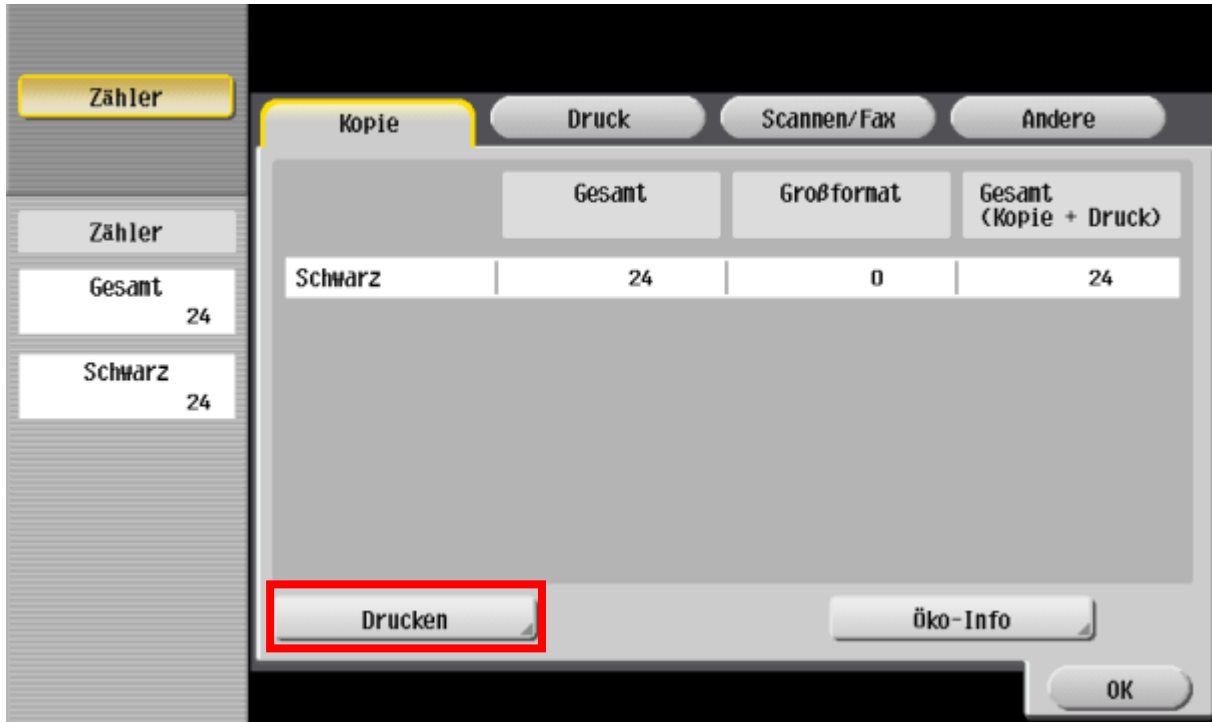 Zähler
Kopie
Druck
Scannen/Fax
Andere
Zähler
Gesamt
24
Schwarz
24
Gesamt
Großformat
Gesamt
(Kopie + Druck)
Schwarz 24 0 24
Drucken
Öko-Info
OK